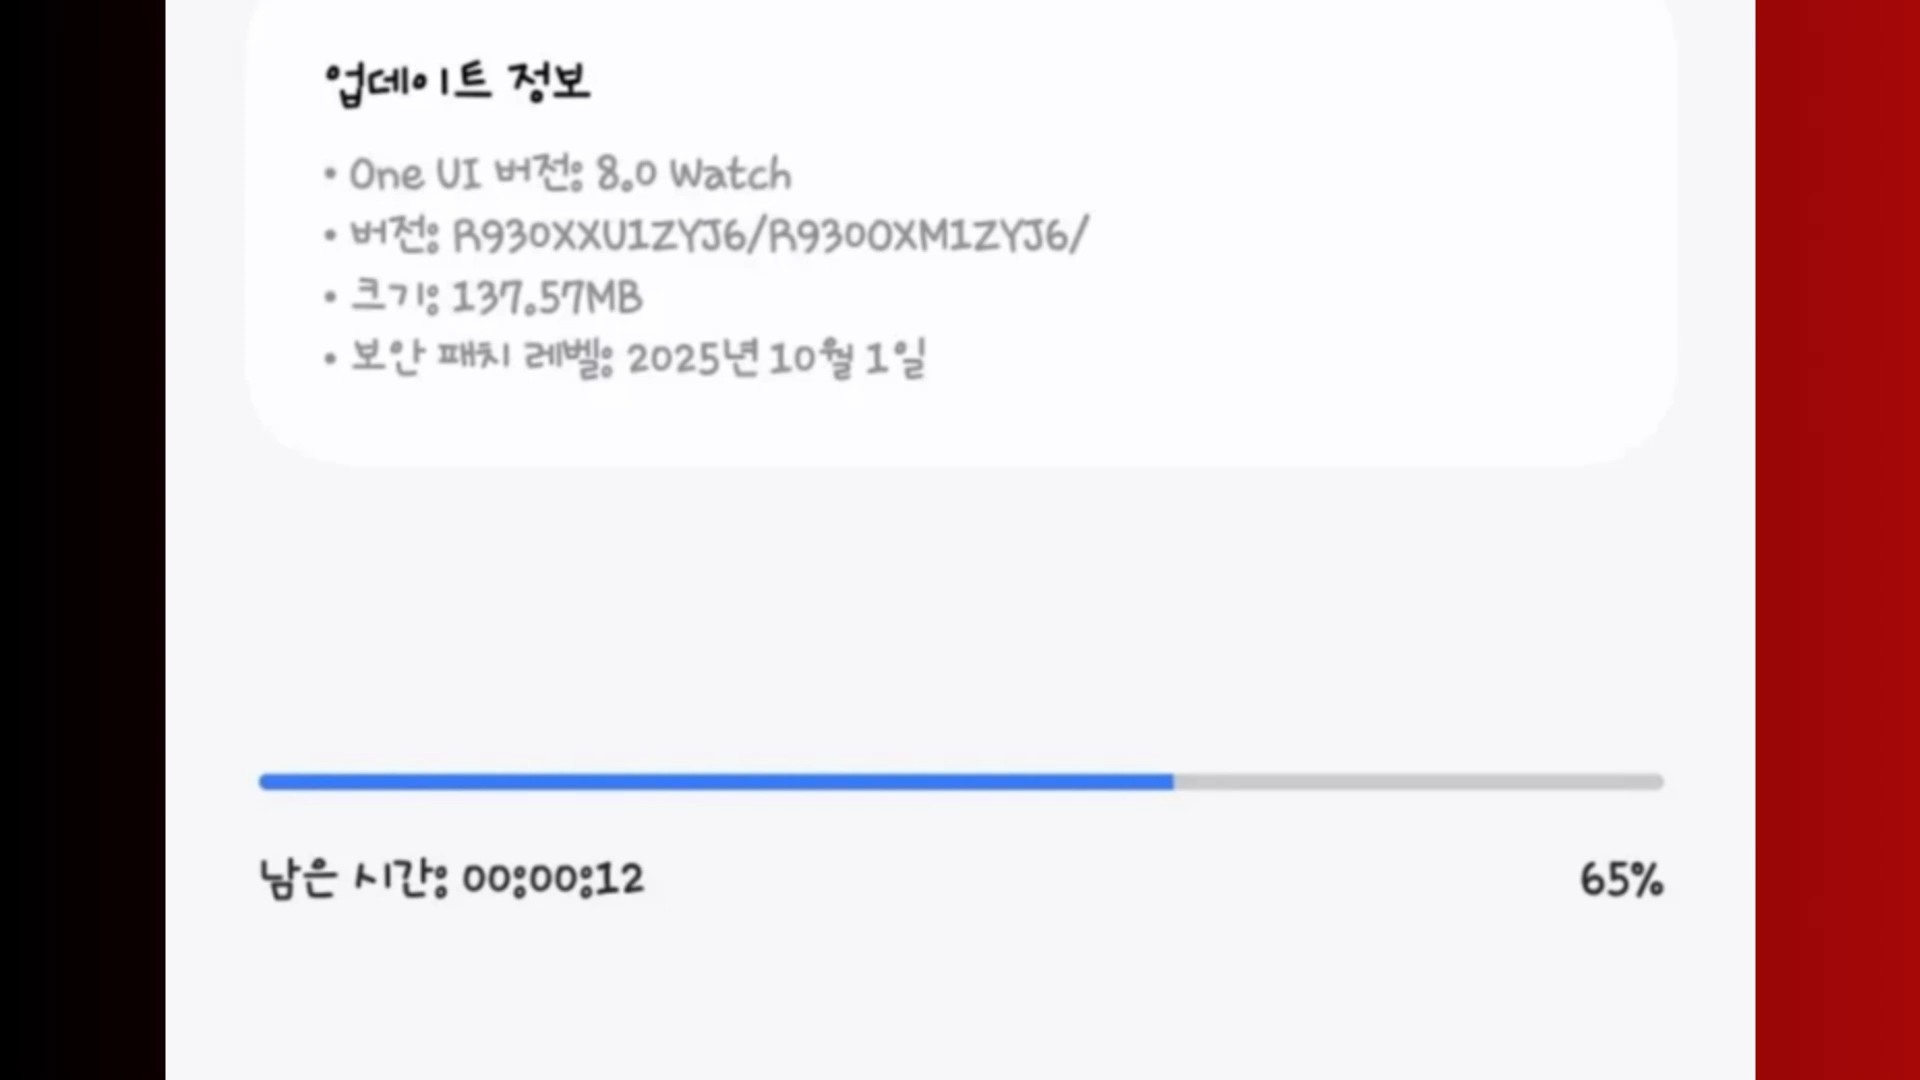 업데이트 정보
• One UI 버전: 8.0 Watch
• 버전: R930XXU1ZYJ6/R930OXM1ZYJ6/
• 크기: 137.57MB
• 보안 패치 레벨: 2025년 10월 1일
남은 시간: 00:00:12
65%